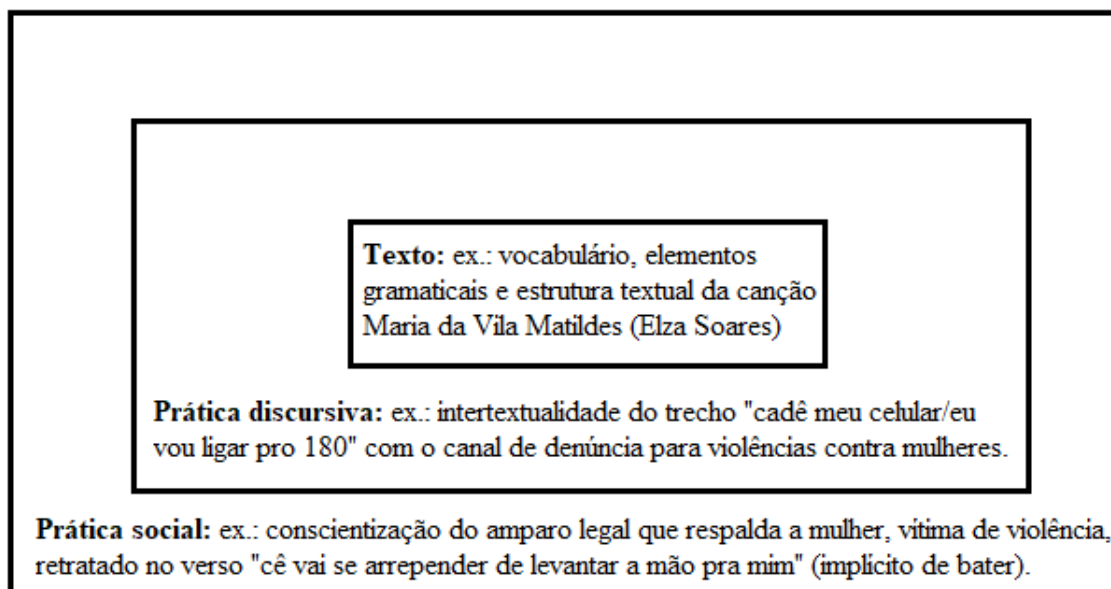 Texto: ex.: vocabulário, elementos
gramaticais e estrutura textual da canção
Maria da Vila Matildes (Elza Soares)
Prática discursiva: ex.: intertextualidade do trecho "cadê meu celular/eu
vou ligar pro 180" com o canal de denúncia para violências contra mulheres.
Prática social: ex.: conscientização do amparo legal que respalda a mulher, vítima de violência,
retratado no verso "cê vai se arrepender de levantar a mão pra mim" (implícito de bater).